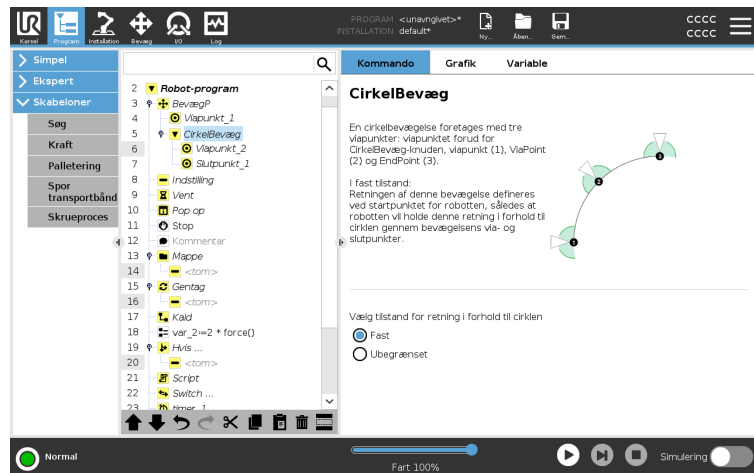 UR
PROGRAM <unavngivet>*
INSTALLATION default*
CCCC
CCCC
Kørsel
Program
Installation
Bevæg
I/O
Log
Ny...
Åben...
Gem...
Simpel
Ekspert
Skabeloner
Søg
Kraft
Palletering
Spor
transportbånd
Skrueproces
2 Robot-program
3 BevægP
4 Viapunkt_1
5 CirkelBevæg
6 Viapunkt_2
7 Slutpunkt_1
8 Indstilling
9 Vent
10 Pop op
11 Stop
12 Kommentar
13 Mappe
14 <tom>
15 Gentag
16 <tom>
17 Kald
18 var_2:=2 * force()
19 Hvis ...
20 <tom>
21 Script
22 Switch ...
23 timer_1
Kommando
Grafik
Variable
CirkelBevæg
En cirkelbevægelse foretages med tre
viapunkter: viapunktet forud for
CirkelBevæg-knuden, viapunkt (1), ViaPoint
(2) og EndPoint (3).
I fast tilstand:
Retningen af denne bevægelse defineres
ved startpunktet for robotten, således at
robotten vil holde denne retning i forhold til
cirklen gennem bevægelsens via- og
slutpunkter.
1
2
3
Vælg tilstand for retning i forhold til cirklen
Fast
Ubegrænset
Normal
Fart 100%
Simulering